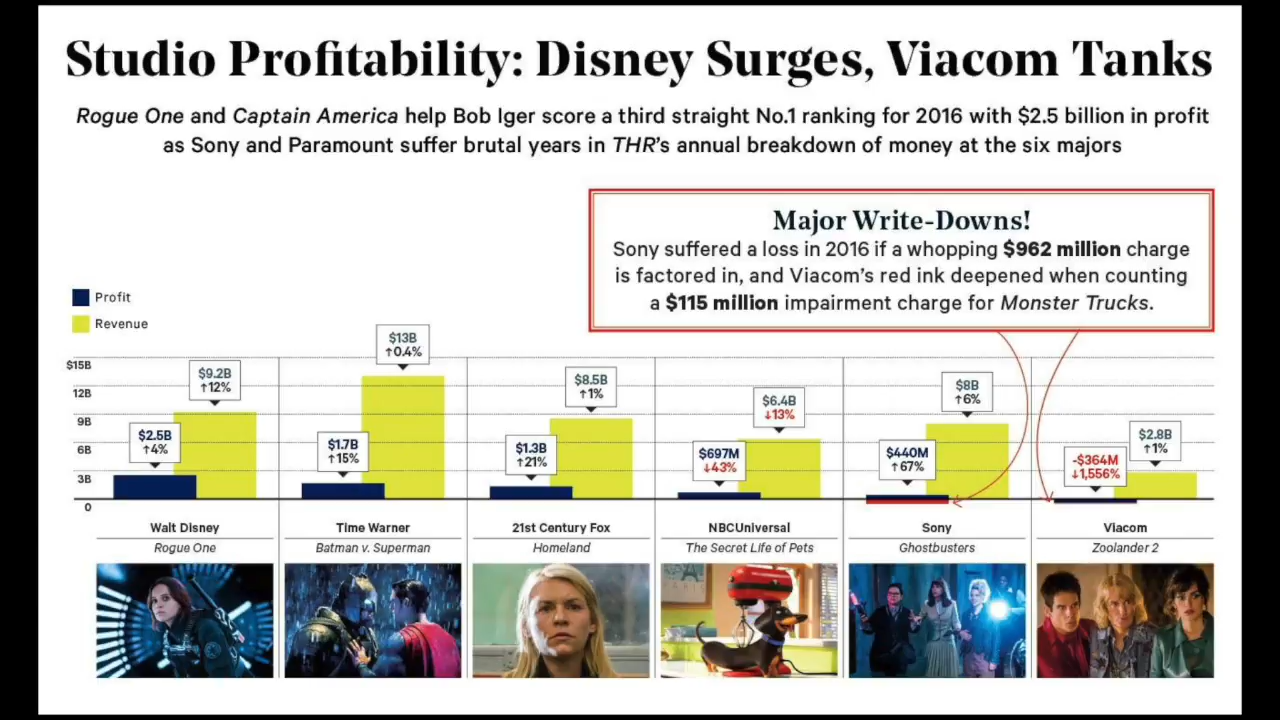 Studio Profitability: Disney Surges, Viacom Tanks
Rogue One and Captain America help Bob Iger score a third straight No.1 ranking for 2016 with $2.5 billion in profit
as Sony and Paramount suffer brutal years in THR's annual breakdown of money at the six majors
Major Write-Downs!
Sony suffered a loss in 2016 if a whopping $962 million charge
is factored in, and Viacom's red ink deepened when counting
a $115 million impairment charge for Monster Trucks.
Profit
Revenue
$15B
12B
9B
6B
3B
0
$2.5B
↑4%
$9.2B
↑12%
$1.7B
↑15%
$13B
↑0.4%
$1.3B
↑21%
$8.5B
↑1%
$697M
↓43%
$6.4B
↓13%
$440M
↑67%
$8B
↑6%
-$364M
↓1,556%
$2.8B
↑1%
Walt Disney
Rogue One
Time Warner
Batman v. Superman
21st Century Fox
Homeland
NBCUniversal
The Secret Life of Pets
Sony
Ghostbusters
Viacom
Zoolander 2